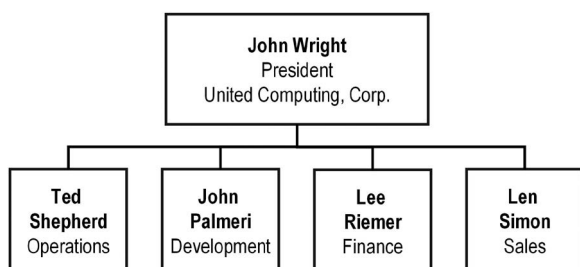 John Wright
President
United Computing, Corp.
Ted
Shepherd
Operations
John
Palmeri
Development
Lee
Riemer
Finance
Len
Simon
Sales